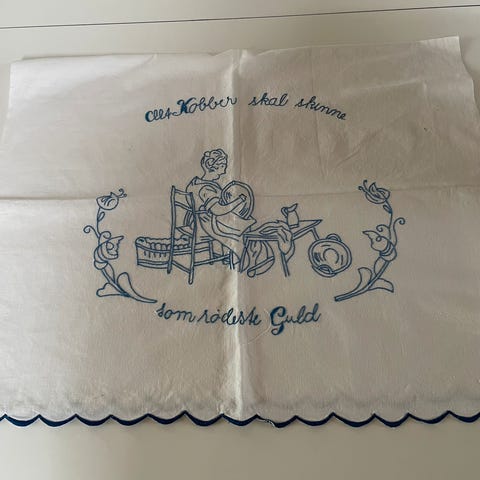 Alt Kobber skal skinne
som rødeste Guld